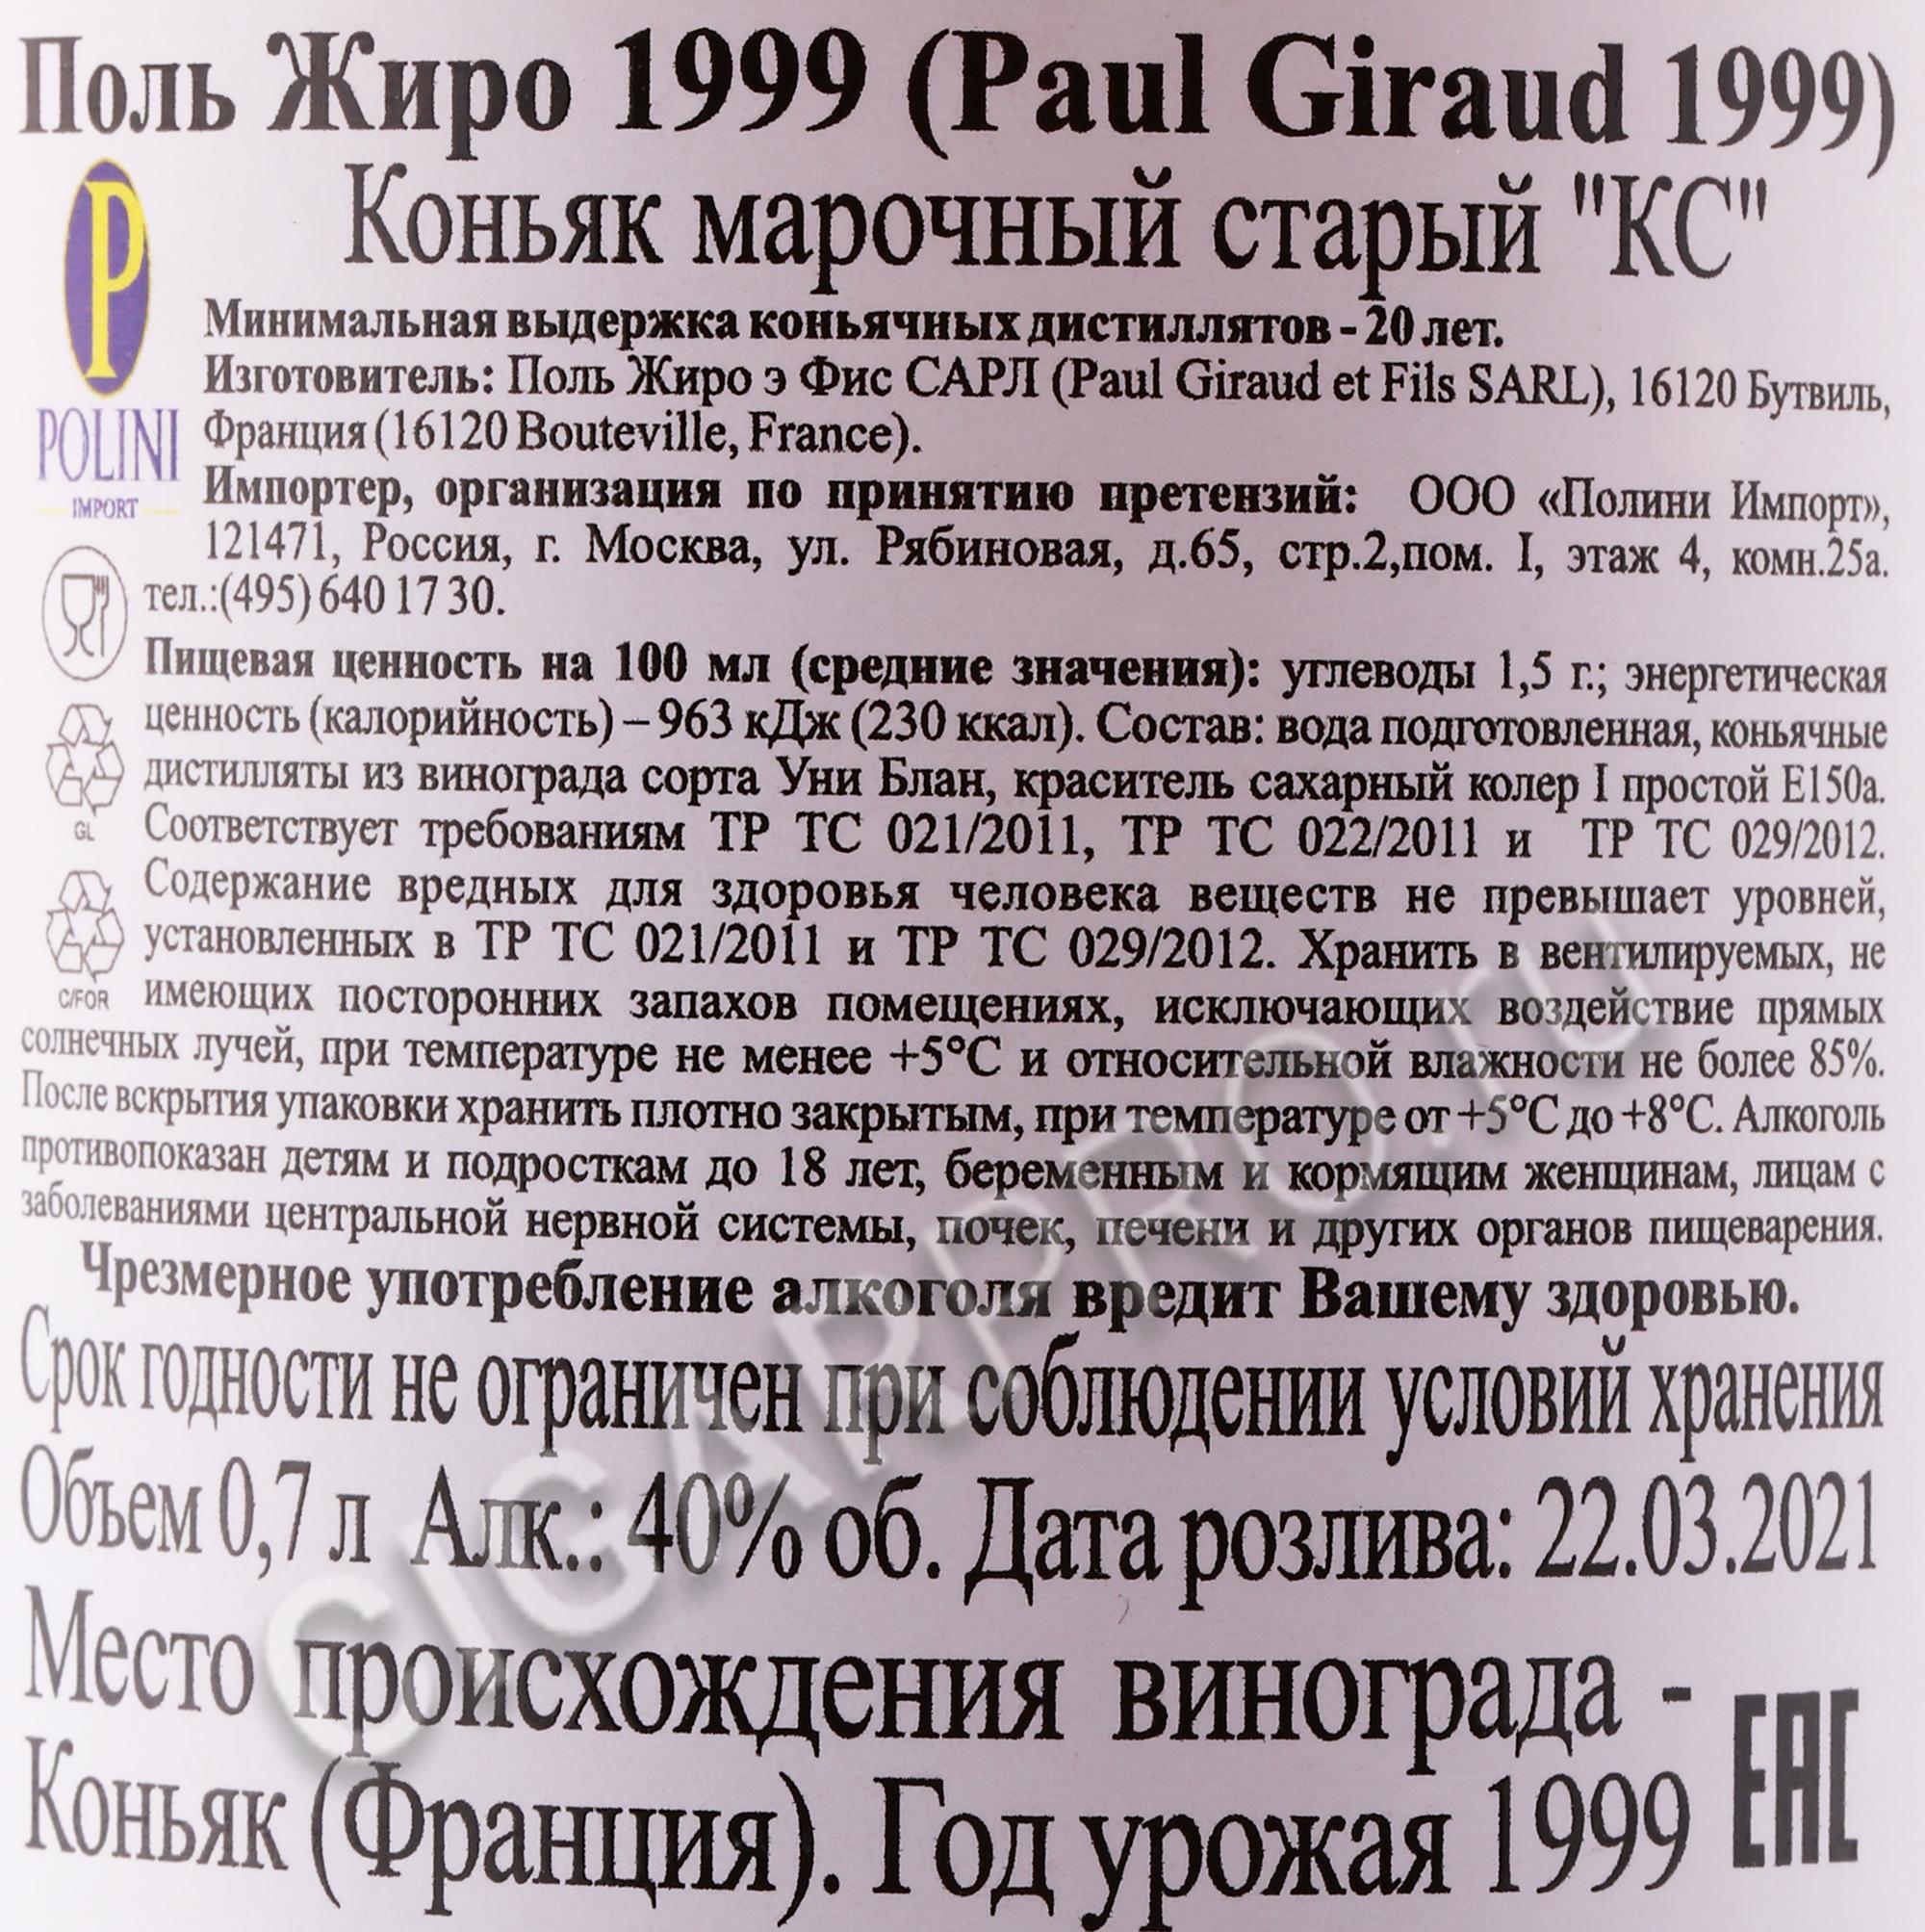 Поль Жиро 1999 (Paul Giraud 1999)
Коньяк марочный старый "КС"
Минимальная выдержка коньячных дистиллятов - 20 лет.
Изготовитель: Поль Жиро э Фис САРЛ (Paul Giraud et Fils SARL), 16120 Бутвиль,
Франция (16120 Bouteville, France).
P
POLINI
IMPORT
Импортер, организация по принятию претензий: ООО «Полини Импорт»,
121471, Россия, г. Москва, ул. Рябиновая, д.65, стр.2,пом. I, этаж 4, комн.25а.
тел.:(495) 640 17 30.
Пищевая ценность на 100 мл (средние значения): углеводы 1,5 г.; энергетическая
ценность (калорийность) – 963 кДж (230 ккал). Состав: вода подготовленная, коньячные
дистилляты из винограда сорта Уни Блан, краситель сахарный колер I простой Е150а.
GL
Соответствует требованиям ТР ТС 021/2011, ТР ТС 022/2011 и ТР ТС 029/2012.
Содержание вредных для здоровья человека веществ не превышает уровней,
установленных в ТР ТС 021/2011 и ТР ТС 029/2012. Хранить в вентилируемых, не
C/FOR
имеющих посторонних запахов помещениях, исключающих воздействие прямых
солнечных лучей, при температуре не менее +5°С и относительной влажности не более 85%.
После вскрытия упаковки хранить плотно закрытым, при температуре от +5°С до +8°С. Алкоголь
противопоказан детям и подросткам до 18 лет, беременным и кормящим женщинам, лицам с
заболеваниями центральной нервной системы, почек, печени и других органов пищеварения.
Чрезмерное употребление алкоголя вредит Вашему здоровью.
Срок годности не ограничен при соблюдении условий хранения
Объем 0,7 л Алк.: 40% об. Дата розлива: 22.03.2021
Место происхождения винограда -
Коньяк (Франция). Год урожая 1999
EAC
CIGARPRO.ru